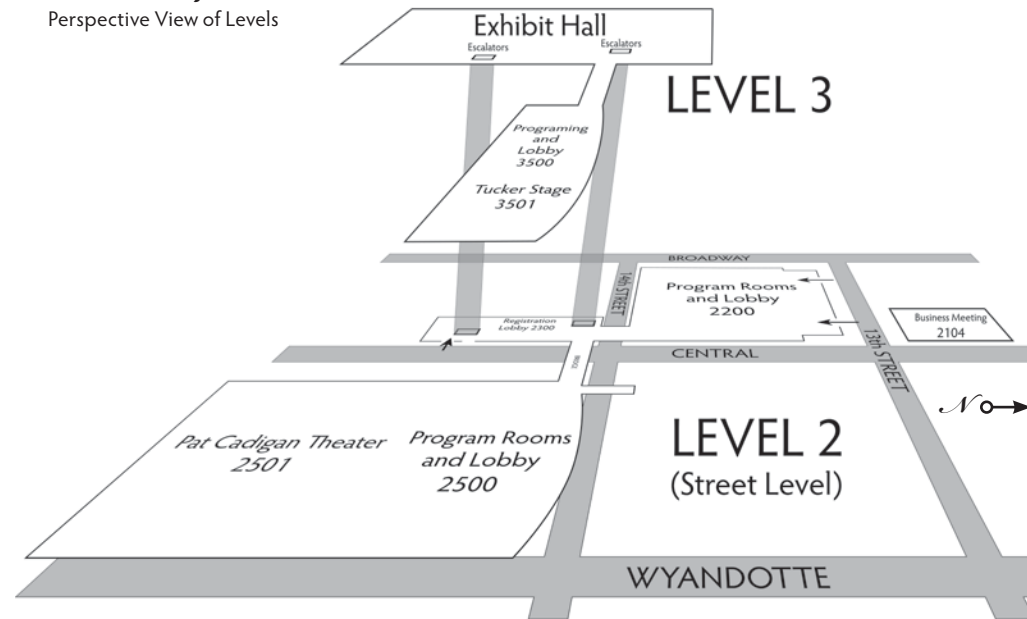 Perspective View of Levels
Exhibit Hall
Escalators
Escalators
LEVEL 3
Programing
and
Lobby
3500
Tucker Stage
3501
BROADWAY
14th STREET
Program Rooms
and Lobby
2200
Registration
Lobby 2300
Business Meeting
2104
13th STREET
CENTRAL
N
Pat Cadigan Theater
2501
Program Rooms
and Lobby
2500
LEVEL 2
(Street Level)
WYANDOTTE